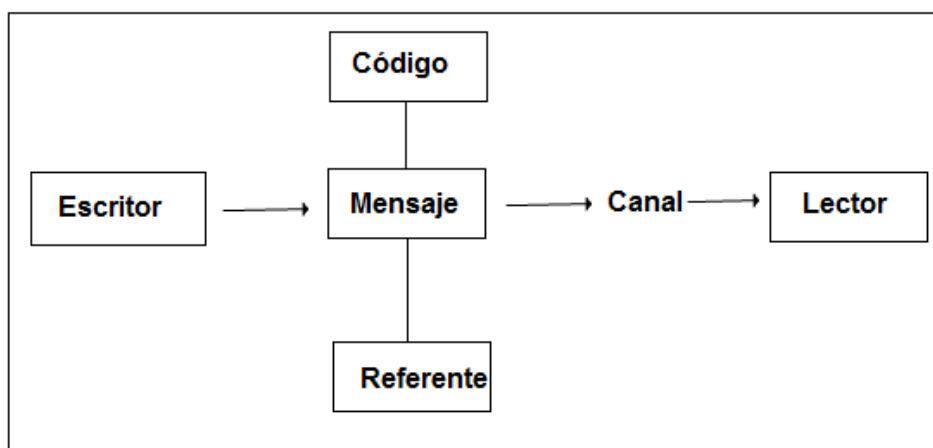 Código
Escritor
Mensaje
Canal
Lector
Referente